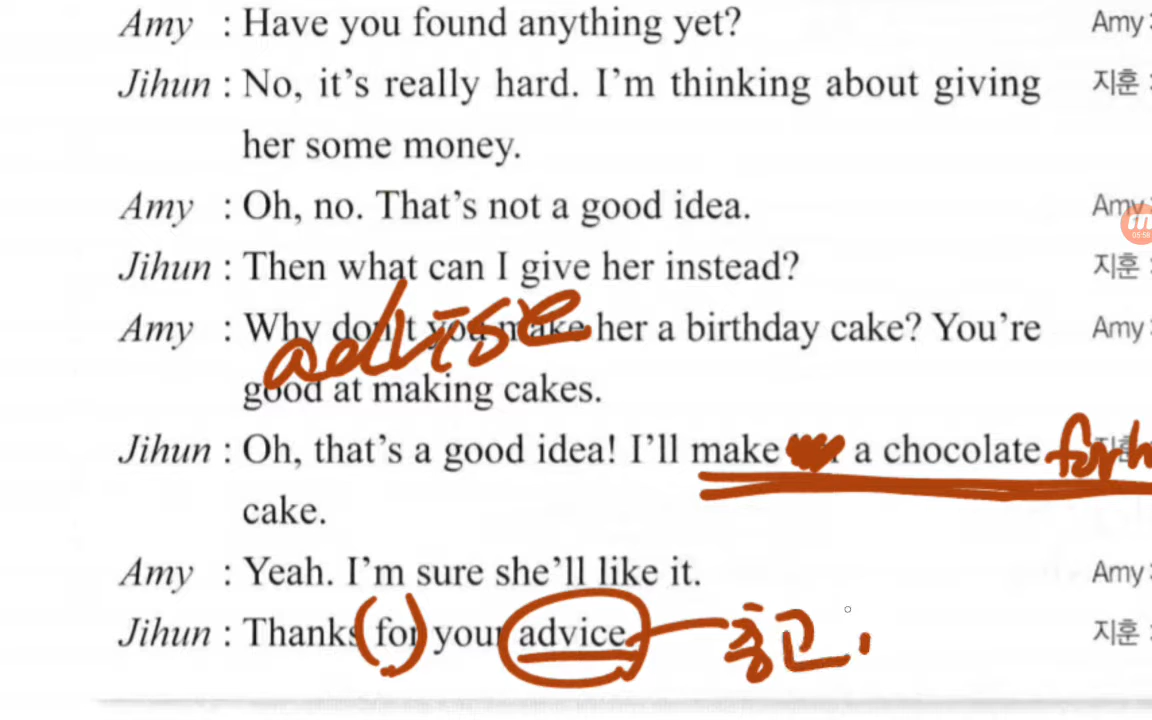 Amy : Have you found anything yet? Amy :
Jihun : No, it's really hard. I'm thinking about giving 지훈 :
her some money.
Amy : Oh, no. That's not a good idea. Amy
Jihun : Then what can I give her instead? 지훈 :
advise
Amy : Why don't you make her a birthday cake? You're Amy :
good at making cakes.
Jihun : Oh, that's a good idea! I'll make a chocolate for
cake.
Amy : Yeah. I'm sure she'll like it. Amy :
Jihun : Thanks (for) your advice 충고 지훈 :